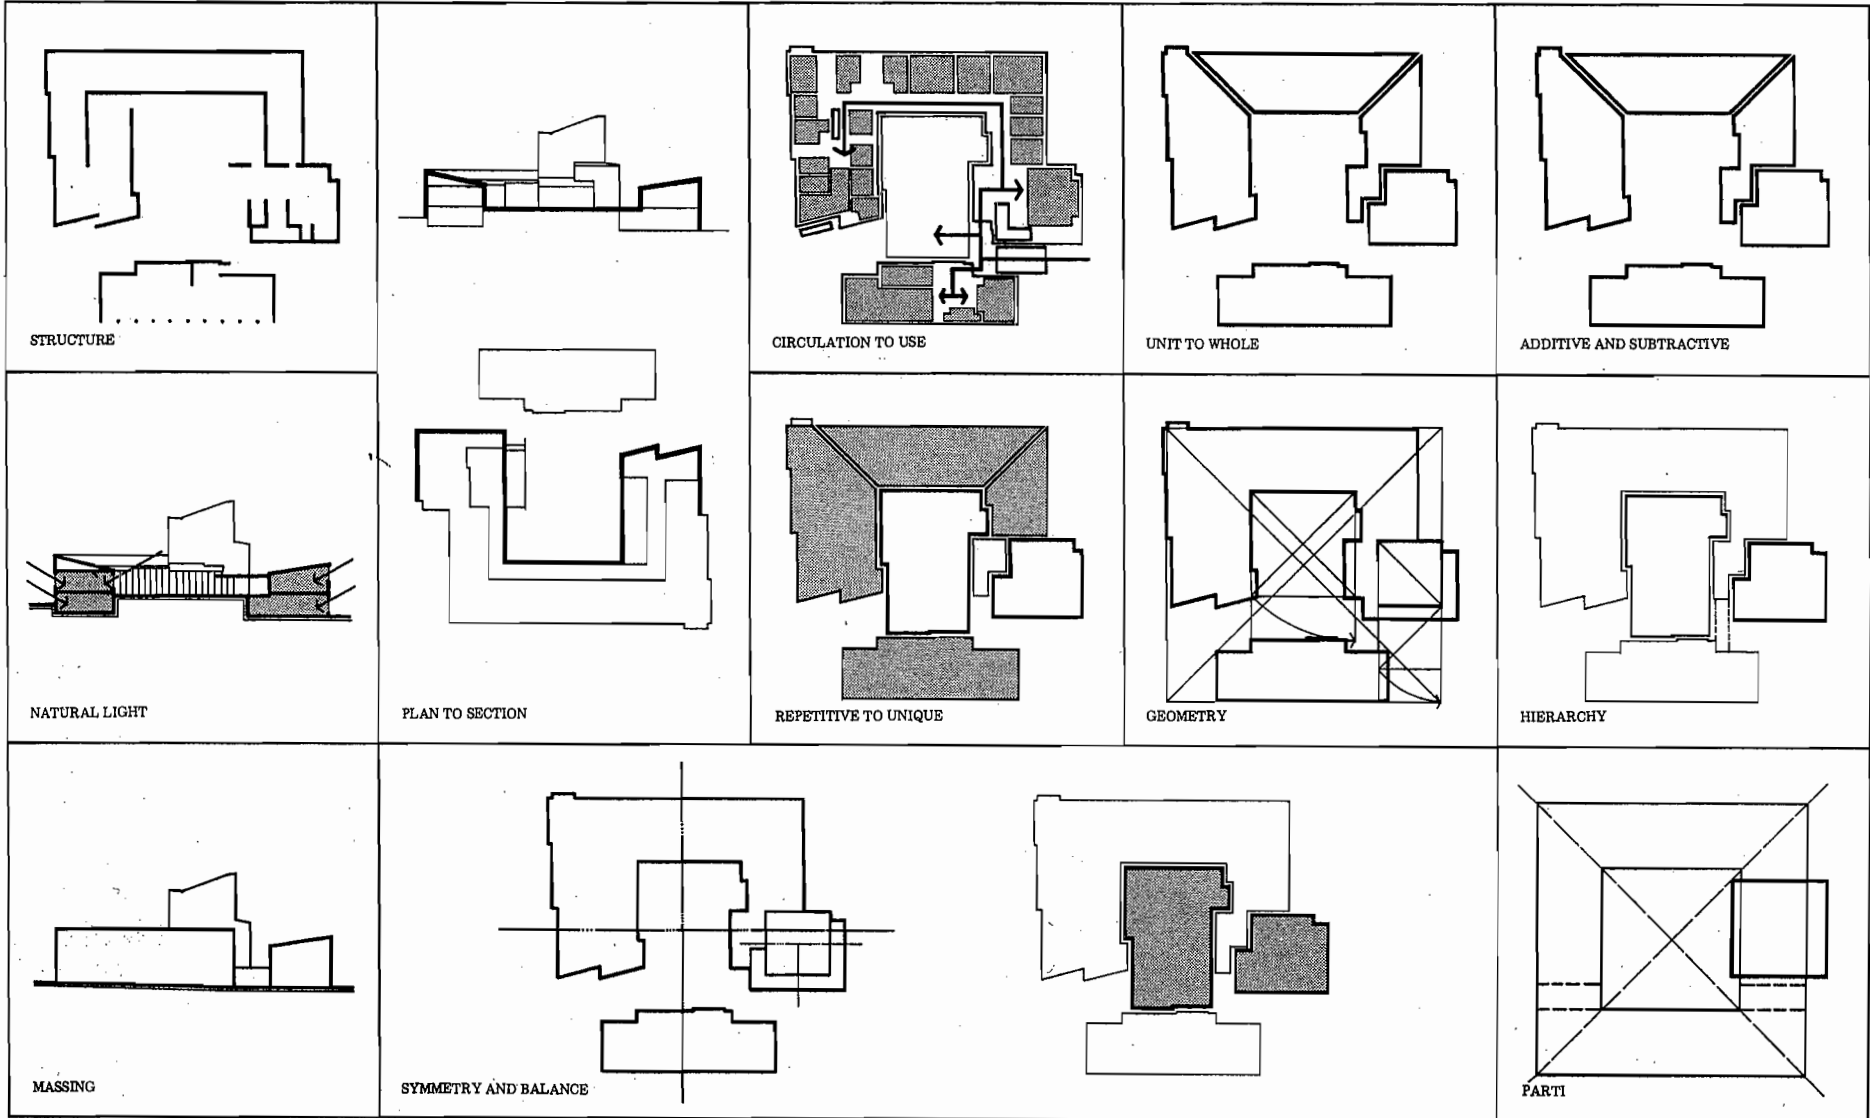 STRUCTURE
CIRCULATION TO USE
UNIT TO WHOLE
ADDITIVE AND SUBTRACTIVE
NATURAL LIGHT
PLAN TO SECTION
REPETITIVE TO UNIQUE
GEOMETRY
HIERARCHY
MASSING
SYMMETRY AND BALANCE
PARTI